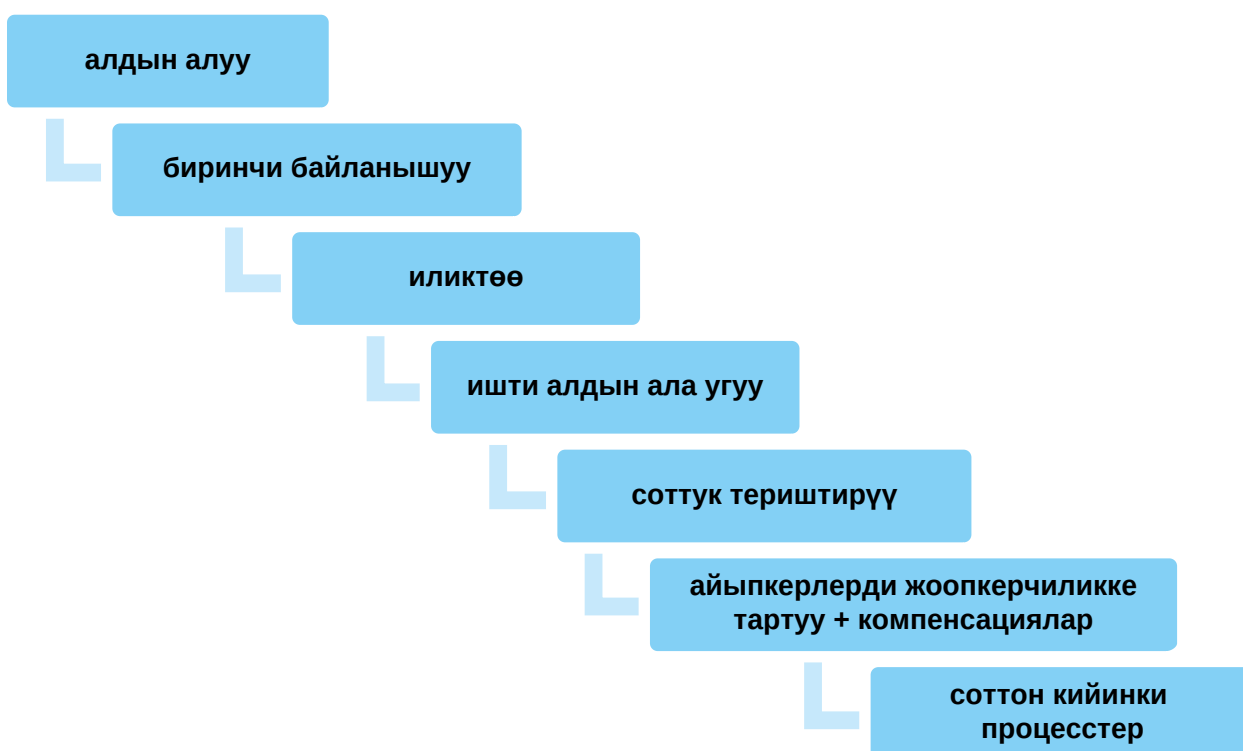 алдын алуу
биринчи байланышуу
иликтөө
ишти алдын ала угуу
соттук териштирүү
айыпкерлерди жоопкерчиликке
тартуу + компенсациялар
соттон кийинки
процесстер